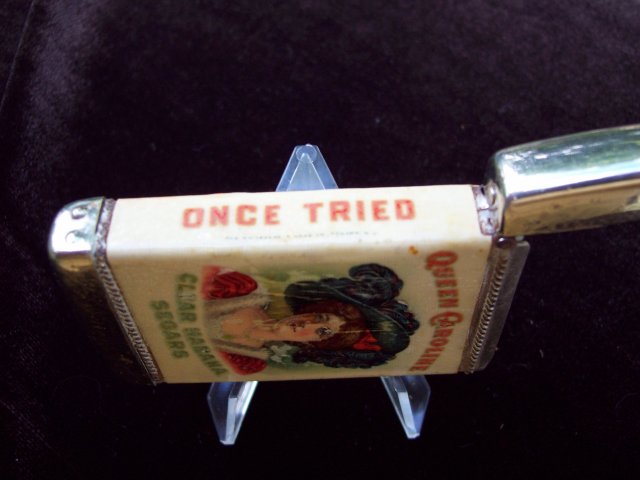 ONCE TRIED
QUEEN CAROLINE
CLEAR HAVANA
SEGARS